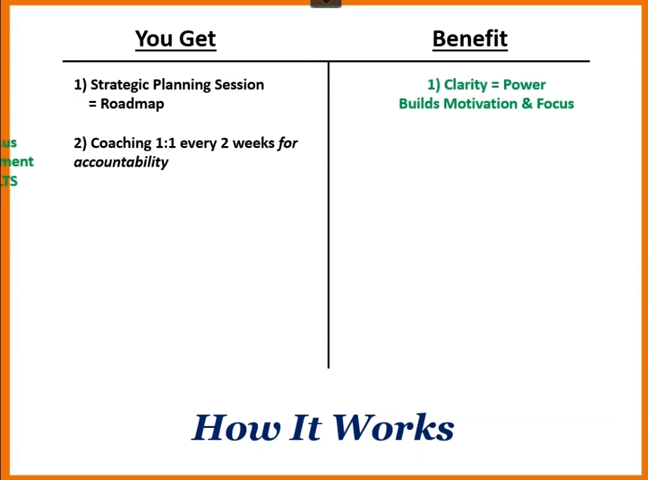 You Get
Benefit
1) Strategic Planning Session
= Roadmap
1) Clarity = Power
Builds Motivation & Focus
2) Coaching 1:1 every 2 weeks for
accountability
How It Works